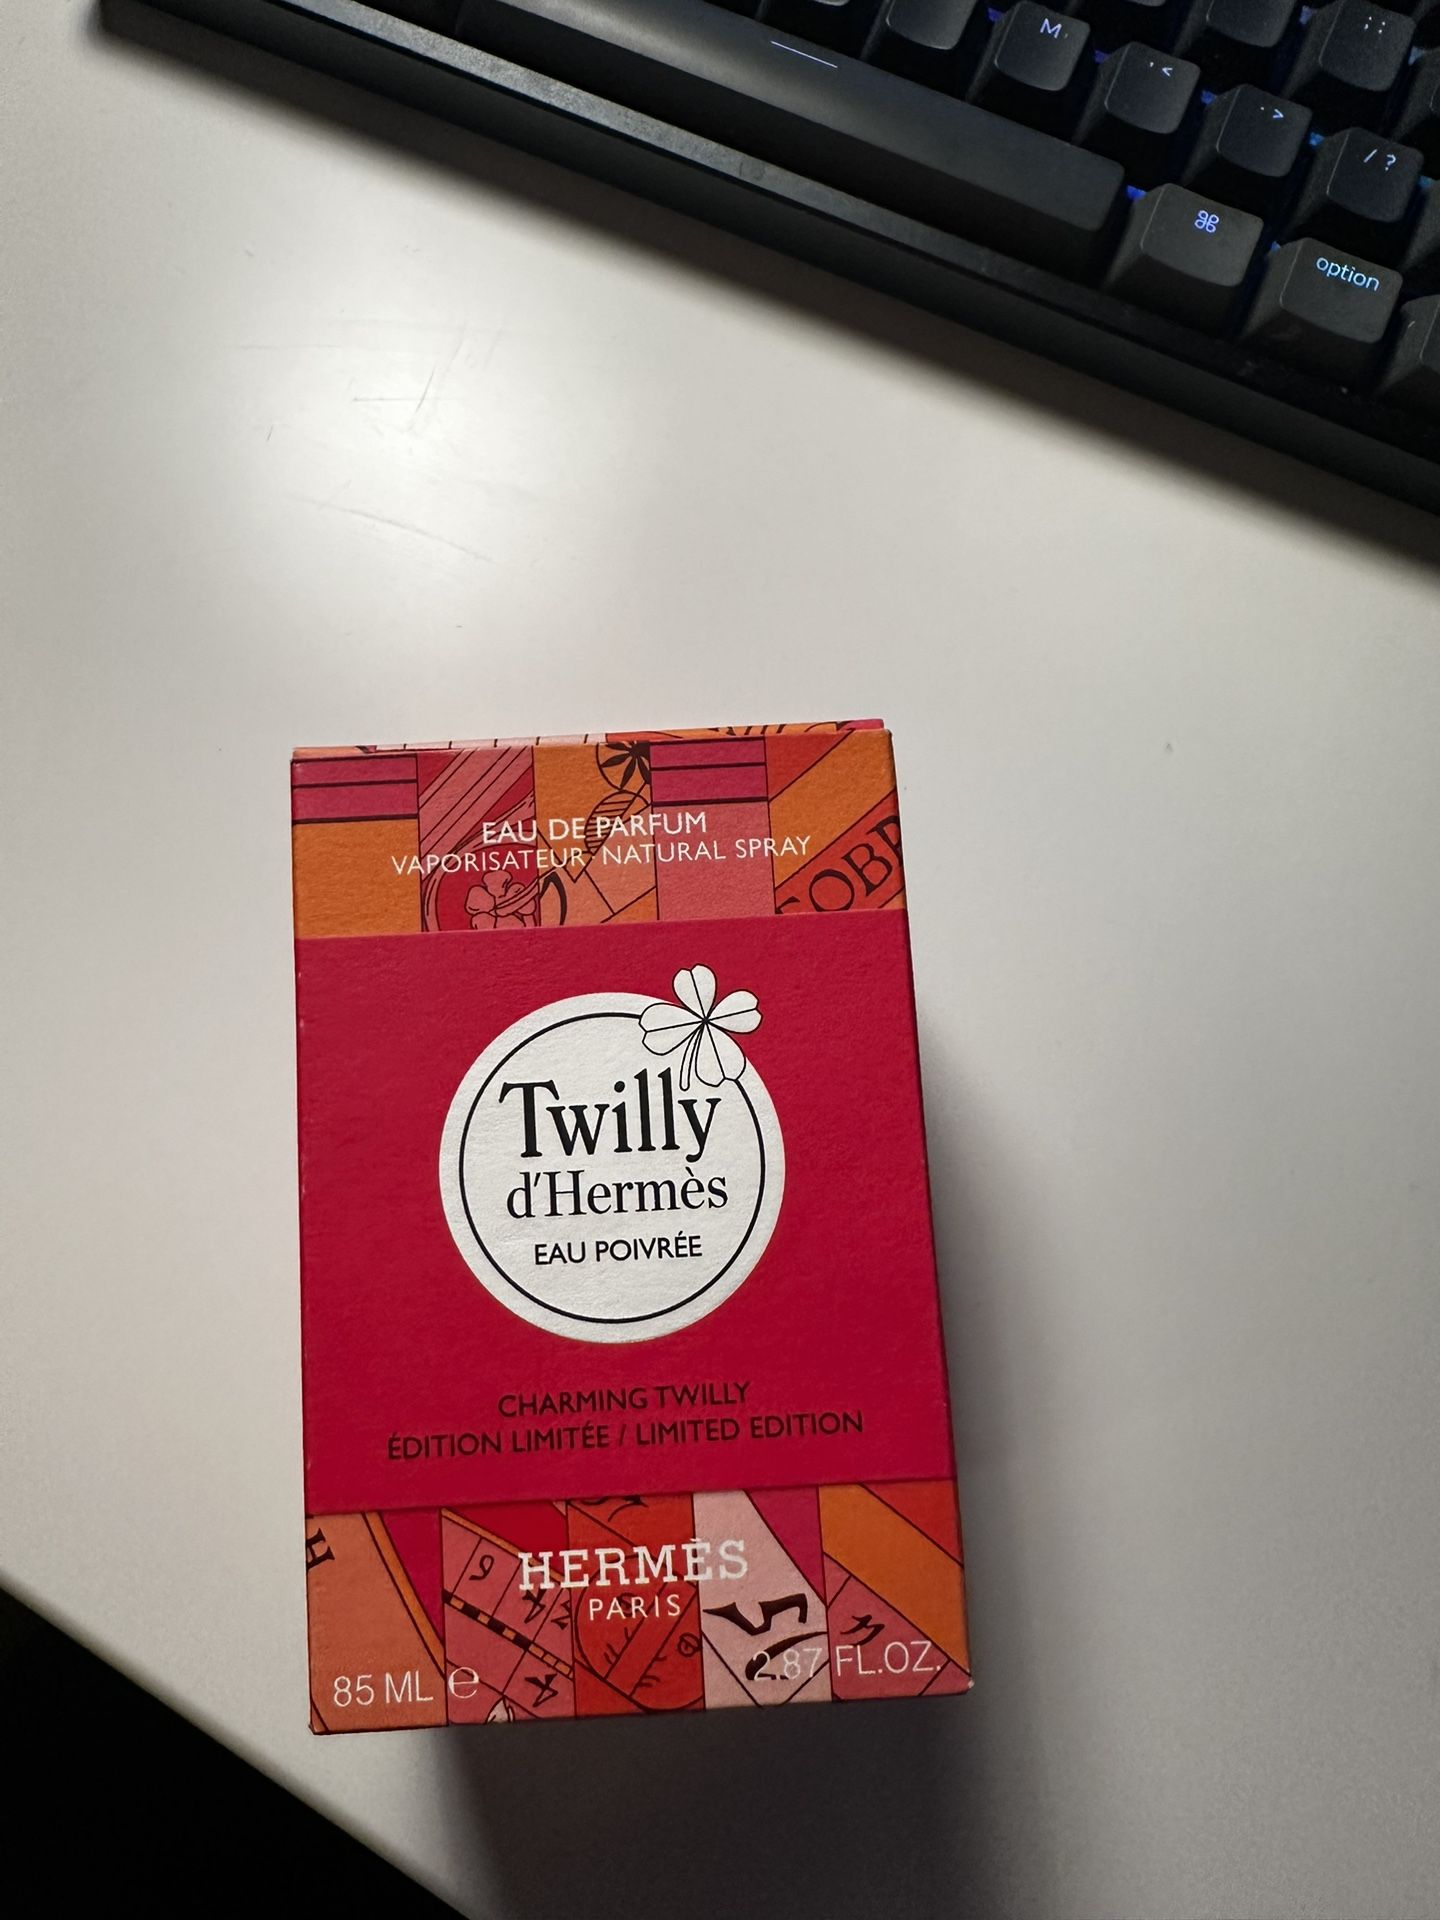 M
, <
. >
/ ?
: ;
⌘
option
EAU DE PARFUM
VAPORISATEUR NATURAL SPRAY
Twilly
d'Hermès
EAU POIVRÉE
CHARMING TWILLY
ÉDITION LIMITÉE / LIMITED EDITION
HERMÈS
PARIS
85 ML ℮
2.87 FL.OZ.